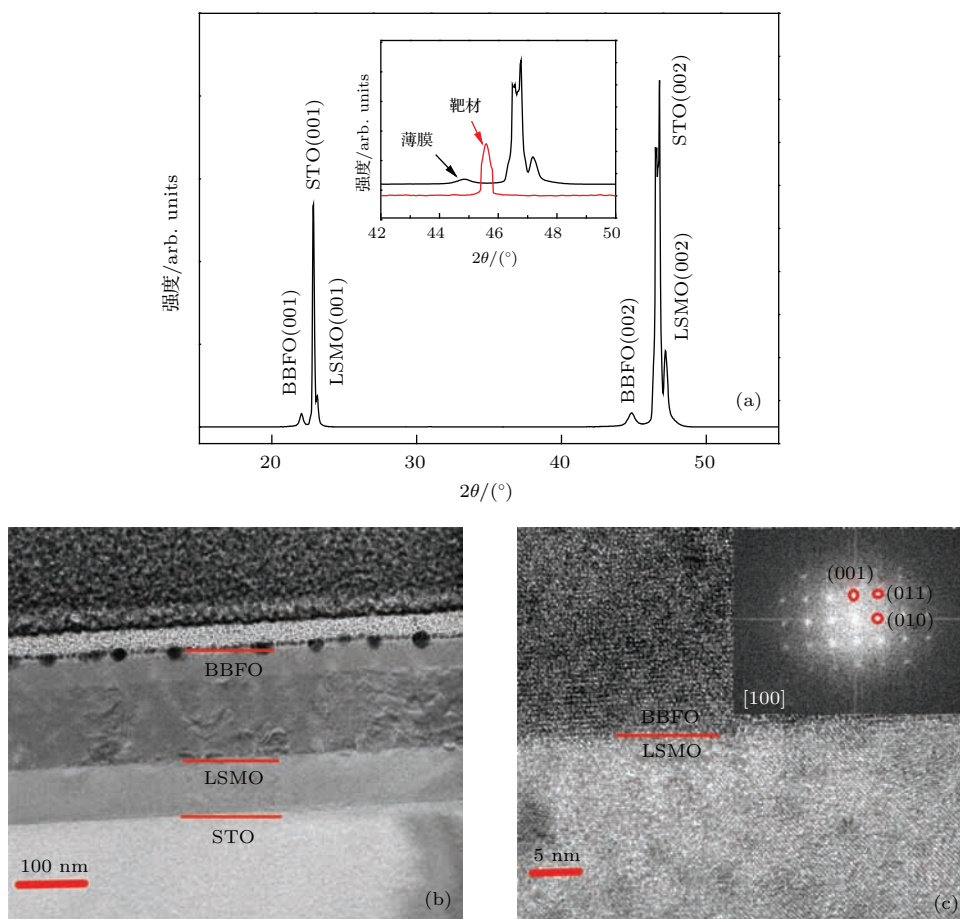 强度/arb. units
BBFO(001)
STO(001)
LSMO(001)
BBFO(002)
STO(002)
LSMO(002)
强度/arb. units
薄膜
靶材
42 44 46 48 50
2θ/(°)
(a)
20 30 40 50
2θ/(°)
BBFO
LSMO
STO
100 nm
(b)
(001)
(011)
(010)
[100]
BBFO
LSMO
5 nm
(c)